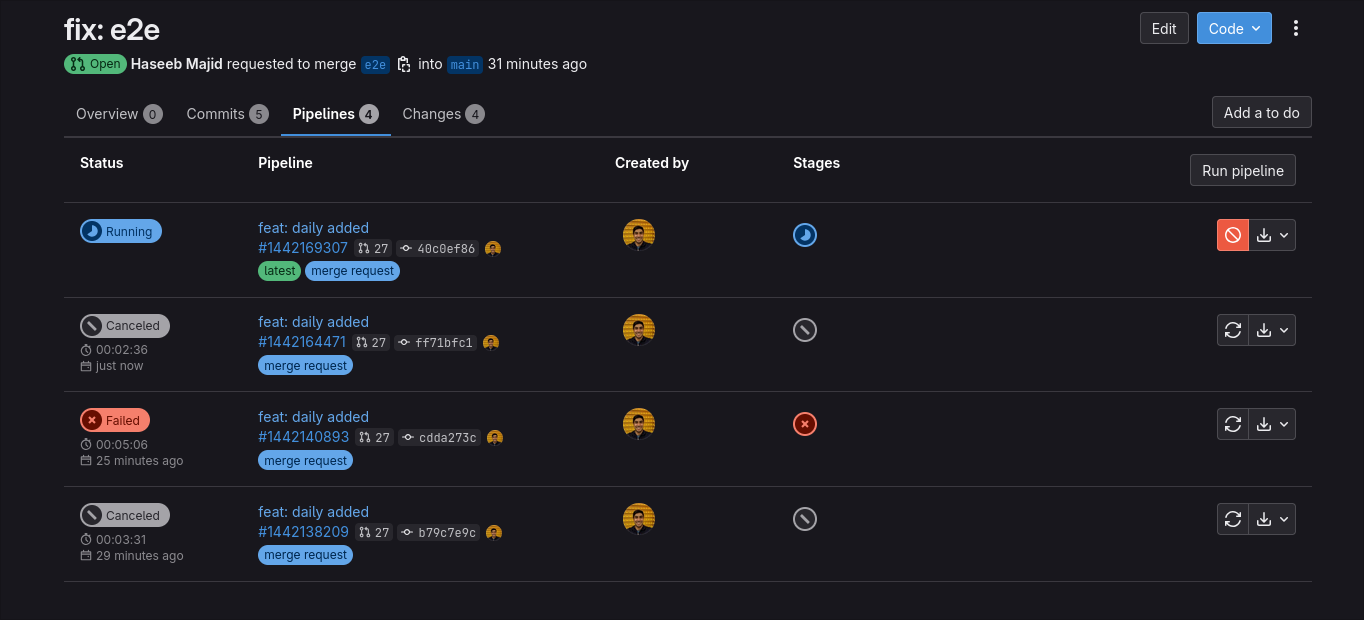 fix: e2e
Edit
Code
Open Haseeb Majid requested to merge e2e into main 31 minutes ago
Overview 0
Commits 5
Pipelines 4
Changes 4
Add a to do
Status
Pipeline
Created by
Stages
Run pipeline
Running
feat: daily added
#1442169307 27 40c0ef86
latest merge request
Canceled
00:02:36
just now
feat: daily added
#1442164471 27 ff71bfc1
merge request
Failed
00:05:06
25 minutes ago
feat: daily added
#1442140893 27 cdda273c
merge request
Canceled
00:03:31
29 minutes ago
feat: daily added
#1442138209 27 b79c7e9c
merge request